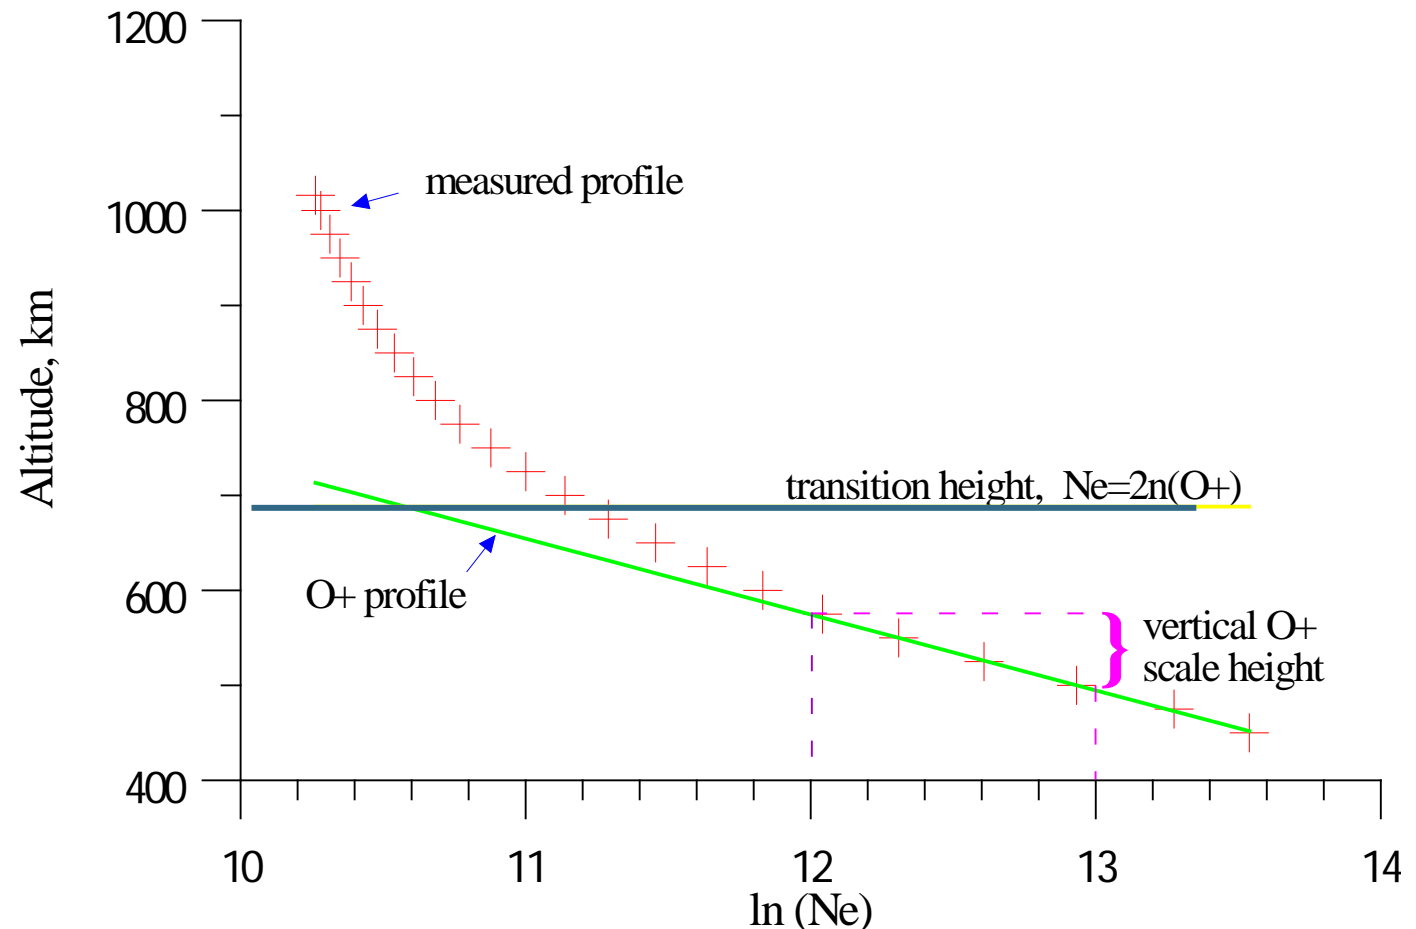 1200
measured profile
1000
Altitude, km
800
transition height, Ne=2n(O+)
O+ profile
600
vertical O+
scale height
400
10 11 12 13 14
ln (Ne)